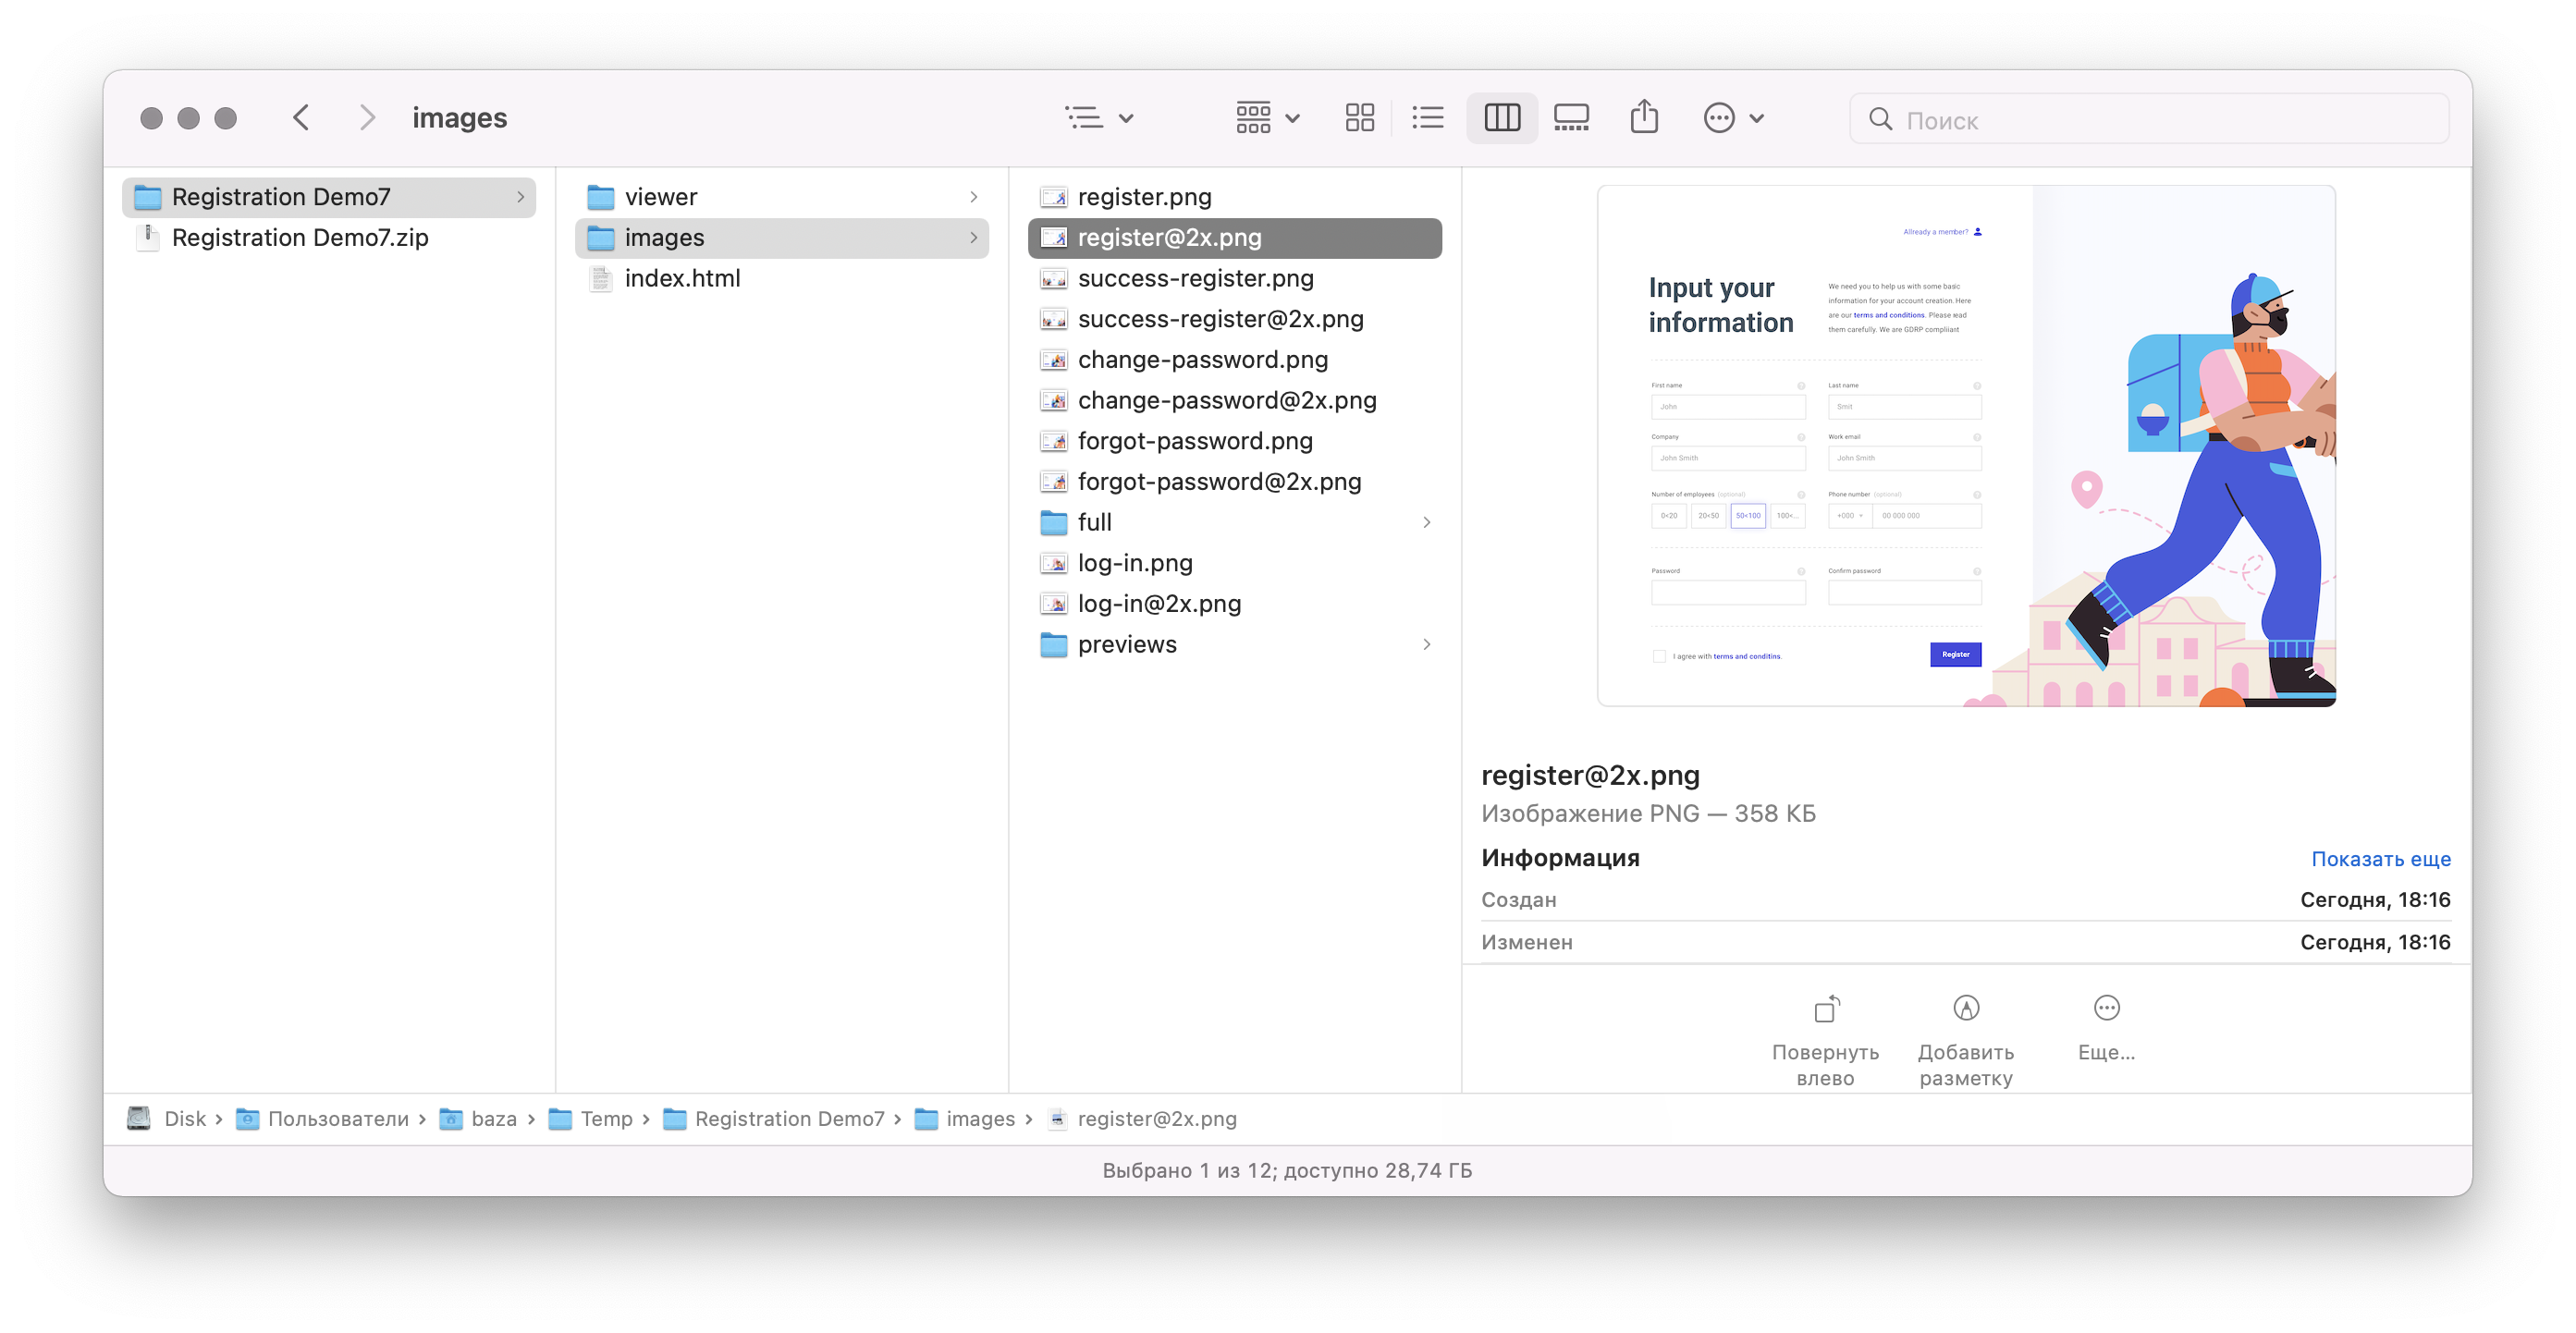 images
Поиск
Registration Demo7
Registration Demo7.zip
viewer
images
index.html
register.png
register@2x.png
success-register.png
success-register@2x.png
change-password.png
change-password@2x.png
forgot-password.png
forgot-password@2x.png
full
log-in.png
log-in@2x.png
previews
Allready a member?
Input your
information
We need you to help us with some basic
information for your account creation. Here
are our terms and conditions. Please read
them carefully. We are GDRP compliiant
First name
Last name
John
Smit
Company
Work email
John Smith
John Smith
Number of employees (optional)
Phone number (optional)
0<20
20<50
50<100
100<...
+000
00 000 000
Password
Confirm password
I agree with terms and conditins.
Register
register@2x.png
Изображение PNG — 358 КБ
Информация
Показать еще
Создан
Сегодня, 18:16
Изменен
Сегодня, 18:16
Повернуть
влево
Добавить
разметку
Еще...
Disk › Пользователи › baza › Temp › Registration Demo7 › images › register@2x.png
Выбрано 1 из 12; доступно 28,74 ГБ